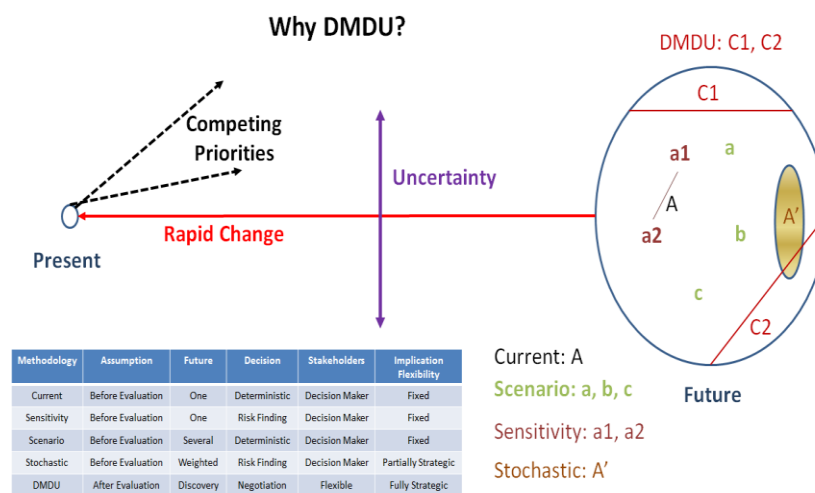 Why DMDU?
DMDU: C1, C2
C1
Competing
Priorities
a1
a
Uncertainty
A
A'
a2
b
Rapid Change
Present
c
C2
Future
Methodology Assumption Future Decision Stakeholders Implication Flexibility
Current Before Evaluation One Deterministic Decision Maker Fixed
Sensitivity Before Evaluation One Risk Finding Decision Maker Fixed
Scenario Before Evaluation Several Deterministic Decision Maker Fixed
Stochastic Before Evaluation Weighted Risk Finding Decision Maker Partially Strategic
DMDU After Evaluation Discovery Negotiation Flexible Fully Strategic
Current: A
Scenario: a, b, c
Sensitivity: a1, a2
Stochastic: A'